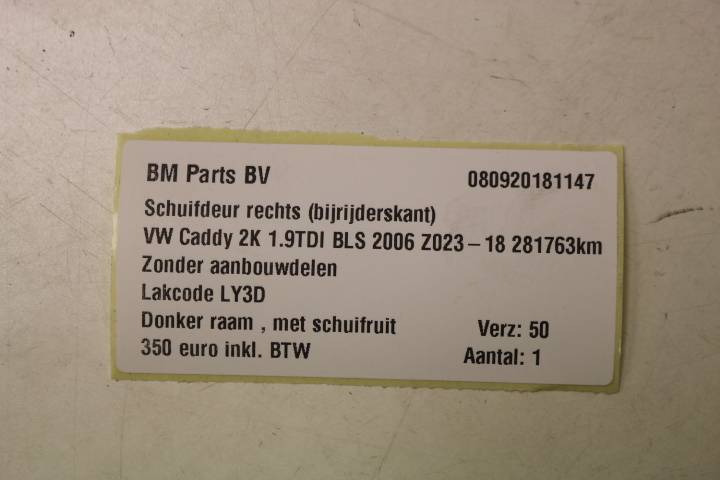 BM Parts BV 080920181147
Schuifdeur rechts (bijrijderskant)
VW Caddy 2K 1.9TDI BLS 2006 Z023-18 281763km
Zonder aanbouwdelen
Lakcode LY3D
Donker raam , met schuifruit Verz: 50
350 euro inkl. BTW Aantal: 1